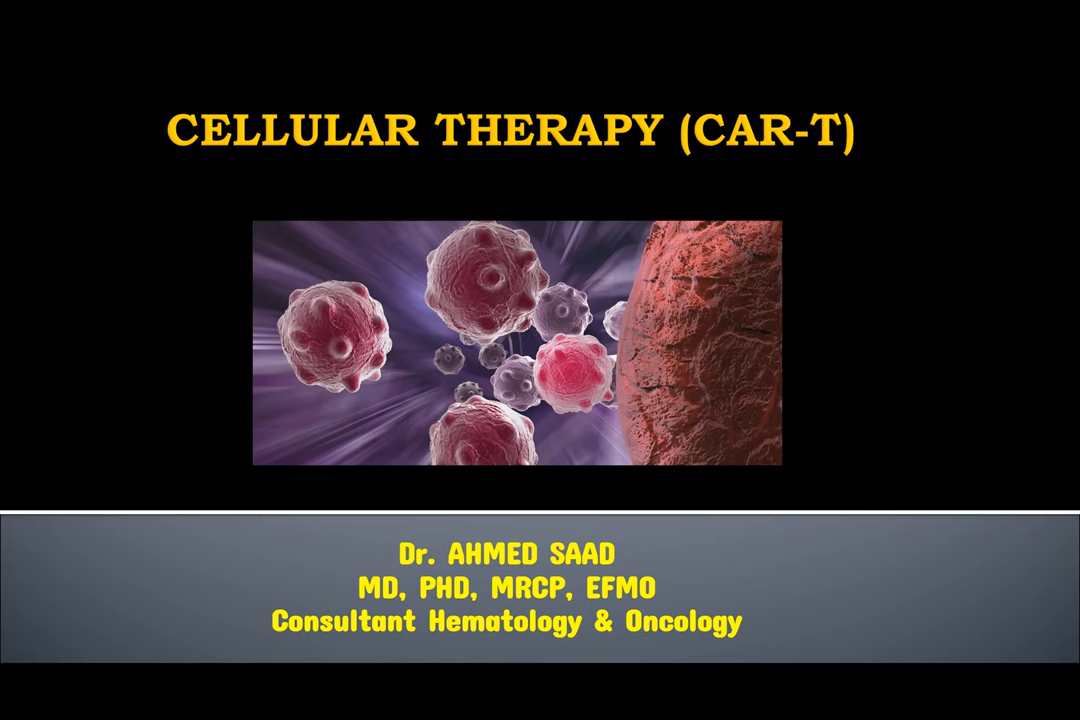 CELLULAR THERAPY (CAR-T)
Dr. AHMED SAAD
MD, PHD, MRCP, EFMO
Consultant Hematology & Oncology